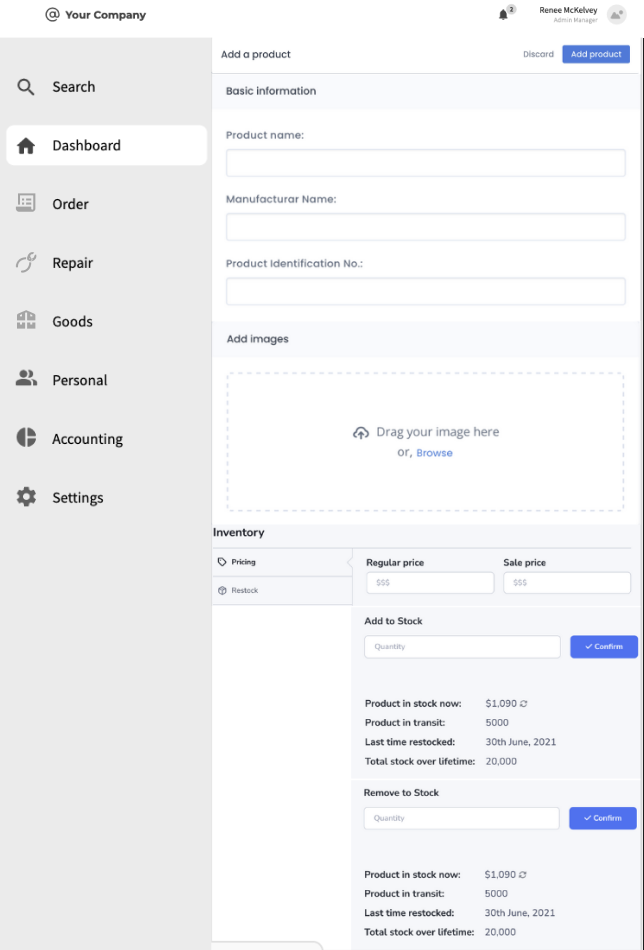 @ Your Company
2
Renee McKelvey
Admin Manager
Search
Dashboard
Order
Repair
Goods
Personal
Accounting
Settings
Add a product
Discard
Add product
Basic information
Product name:
Manufacturar Name:
Product Identification No.:
Add images
Drag your image here
or, Browse
Inventory
Pricing
Restock
Regular price
Sale price
$$$
$$$
Add to Stock
Quantity
✓ Confirm
Product in stock now: $1,090
Product in transit: 5000
Last time restocked: 30th June, 2021
Total stock over lifetime: 20,000
Remove to Stock
Quantity
✓ Confirm
Product in stock now: $1,090
Product in transit: 5000
Last time restocked: 30th June, 2021
Total stock over lifetime: 20,000